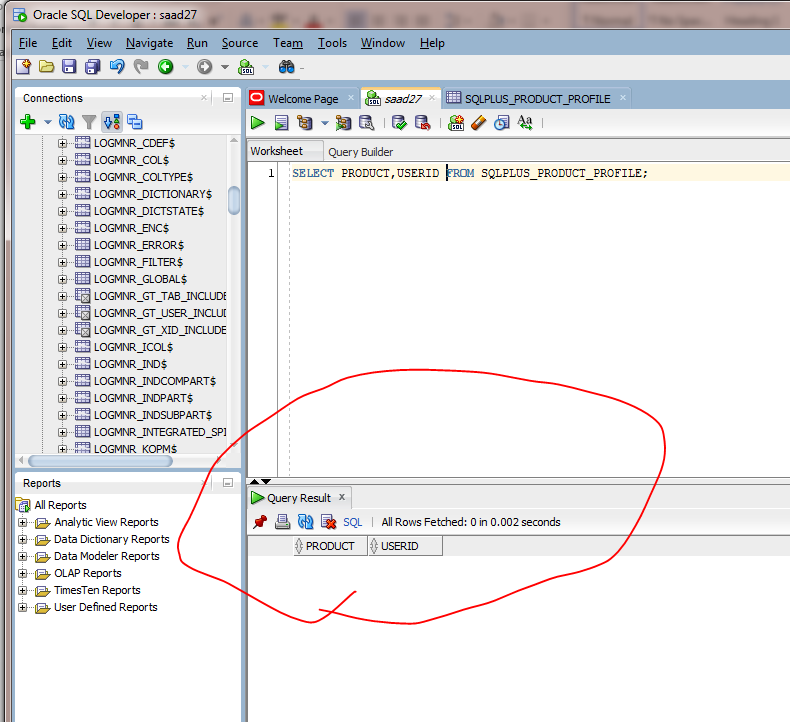 Oracle SQL Developer : saad27
File Edit View Navigate Run Source Team Tools Window Help
Connections
Welcome Page
saad27
SQLPLUS_PRODUCT_PROFILE
Worksheet Query Builder
1 SELECT PRODUCT,USERID FROM SQLPLUS_PRODUCT_PROFILE;
LOGMNR_CDEF$
LOGMNR_COL$
LOGMNR_COLTYPE$
LOGMNR_DICTIONARY$
LOGMNR_DICTSTATE$
LOGMNR_ENC$
LOGMNR_ERROR$
LOGMNR_FILTER$
LOGMNR_GLOBAL$
LOGMNR_GT_TAB_INCLUDE
LOGMNR_GT_USER_INCLUD
LOGMNR_GT_XID_INCLUDE
LOGMNR_ICOL$
LOGMNR_IND$
LOGMNR_INDCOMPART$
LOGMNR_INDPART$
LOGMNR_INDSUBPART$
LOGMNR_INTEGRATED_SPI
LOGMNR_KOPM$
Reports
All Reports
Analytic View Reports
Data Dictionary Reports
Data Modeler Reports
OLAP Reports
TimesTen Reports
User Defined Reports
Query Result
SQL | All Rows Fetched: 0 in 0.002 seconds
PRODUCT USERID